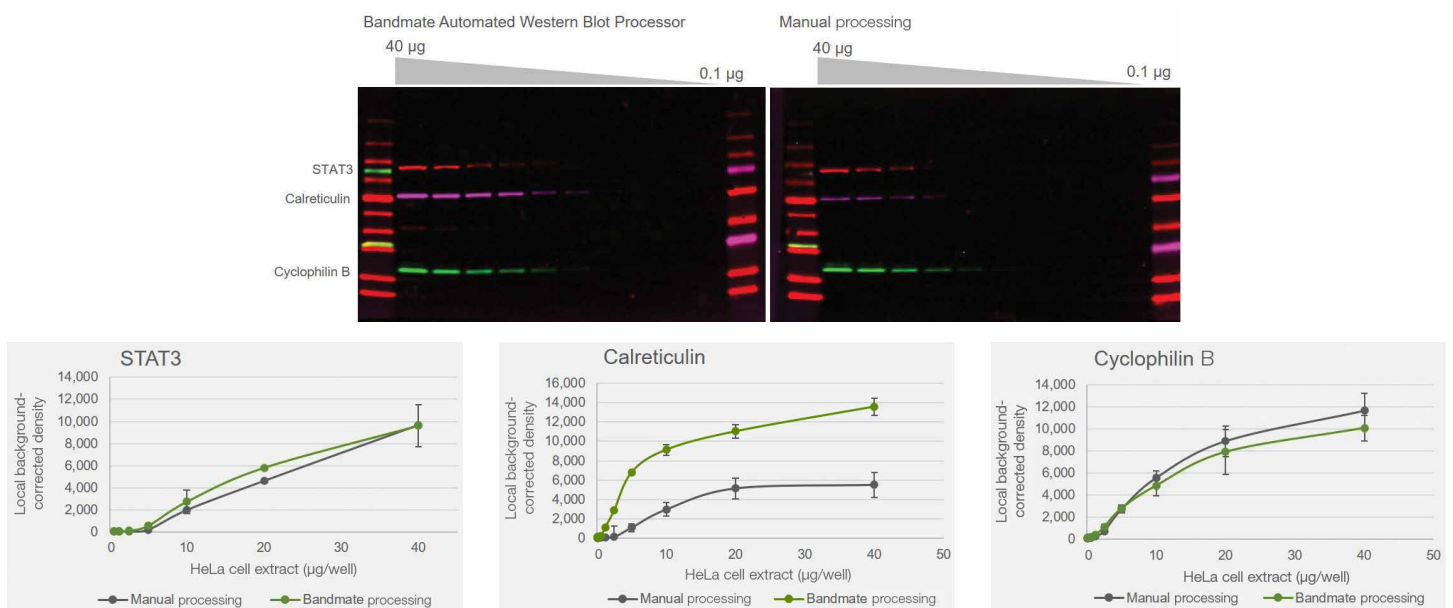 Bandmate Automated Western Blot Processor
Manual processing
40 µg
0.1 µg
40 µg
0.1 µg
STAT3
Calreticulin
Cyclophilin B
STAT3
14,000
12,000
10,000
8,000
6,000
4,000
2,000
0
Local background-
corrected density
0 10 20 30 40
HeLa cell extract (µg/well)
Manual processing Bandmate processing
Calreticulin
16,000
14,000
12,000
10,000
8,000
6,000
4,000
2,000
0
Local background-
corrected density
0 10 20 30 40 50
HeLa cell extract (µg/well)
Manual processing Bandmate processing
Cyclophilin B
14,000
12,000
10,000
8,000
6,000
4,000
2,000
0
Local background-
corrected density
0 10 20 30 40 50
HeLa cell extract (µg/well)
Manual processing Bandmate processing